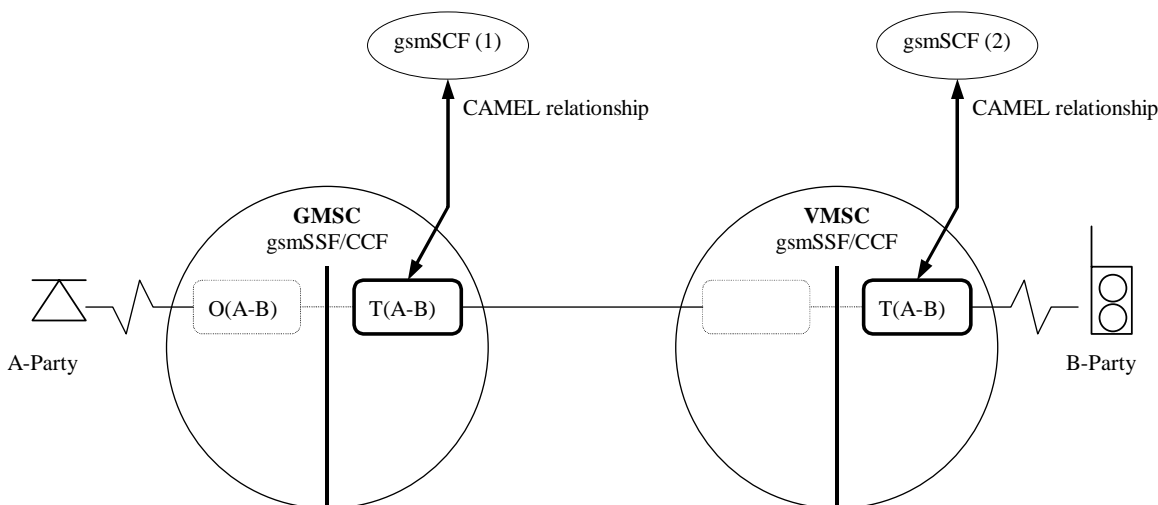 gsmSCF (1)
gsmSCF (2)
CAMEL relationship
CAMEL relationship
GMSC
gsmSSF/CCF
VMSC
gsmSSF/CCF
O(A-B)
T(A-B)
T(A-B)
A-Party
B-Party